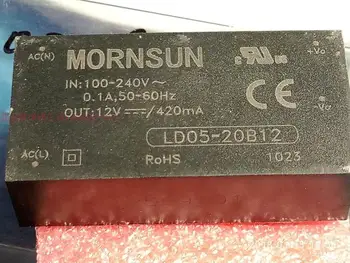 AC(N)
MORNSUN
+Vo
IN:100-240V~
0.1A,50-60Hz
OUT:12V⎓/420mA
CE
AC(L)
LD05-20B12
-Vo
RoHS
1023